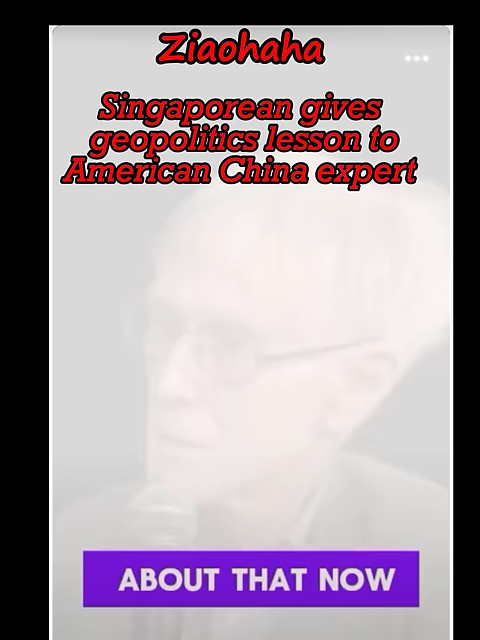 Ziaohaha
Singaporean gives
geopolitics lesson to
American China expert
ABOUT THAT NOW